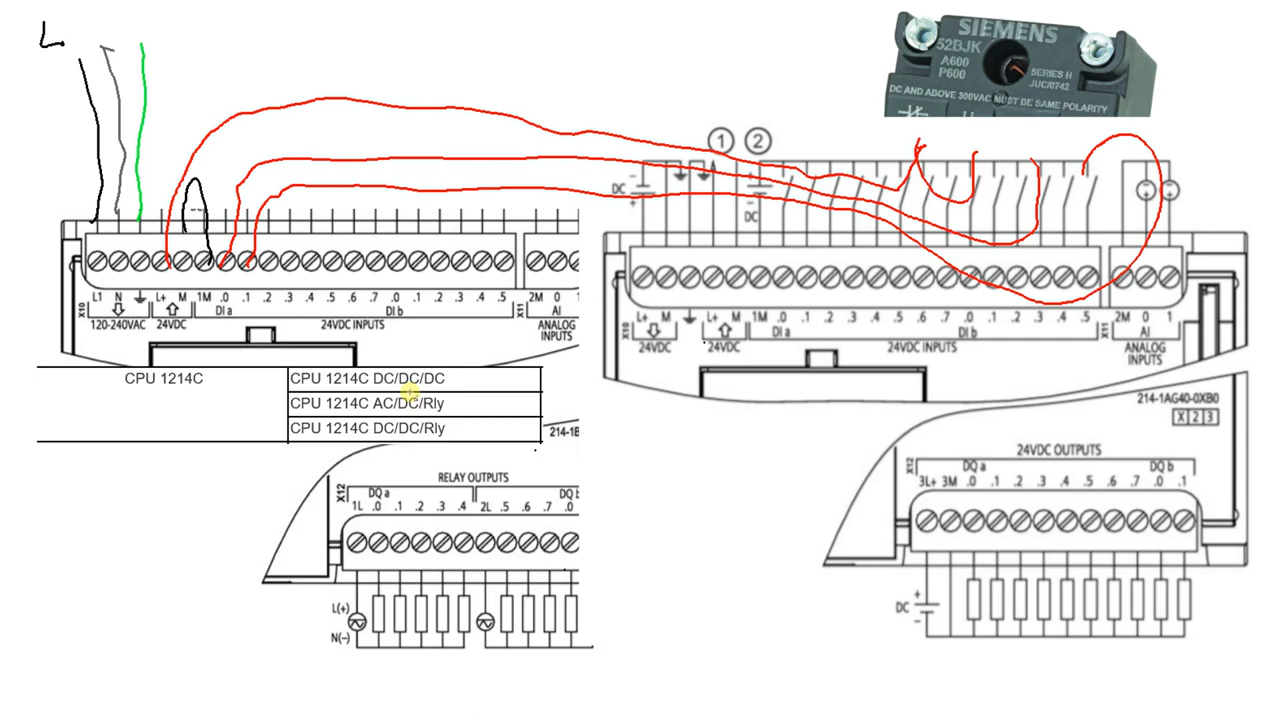 L
SIEMENS
52BJK
A600
P600
SERIES H
JUC/0742
DC AND ABOVE 300VAC MUST BE SAME POLARITY
1 2
DC
DC
L1 N L+ M 1M .0 .1 .2 .3 .4 .5 .6 .7 .0 .1 .2 .3 .4 .5 2M 0
X10 120-240VAC 24VDC DI a DI b X11 AI
24VDC INPUTS
ANALOG
INPUTS
L+ M L+ M 1M .0 .1 .2 .3 .4 .5 .6 .7 .0 .1 .2 .3 .4 .5 2M 0 1
X10 24VDC 24VDC DI a DI b X11 AI
24VDC INPUTS
ANALOG
INPUTS
CPU 1214C
CPU 1214C DC/DC/DC
CPU 1214C AC/DC/Rly
CPU 1214C DC/DC/Rly
214-1B
214-1AG40-0XB0
X 2 3
RELAY OUTPUTS
X12 DQ a DQ b
1L .0 .1 .2 .3 .4 2L .5 .6 .7 .0
L(+)
N(−)
24VDC OUTPUTS
X12 DQ a DQ b
3L+ 3M .0 .1 .2 .3 .4 .5 .6 .7 .0 .1
DC